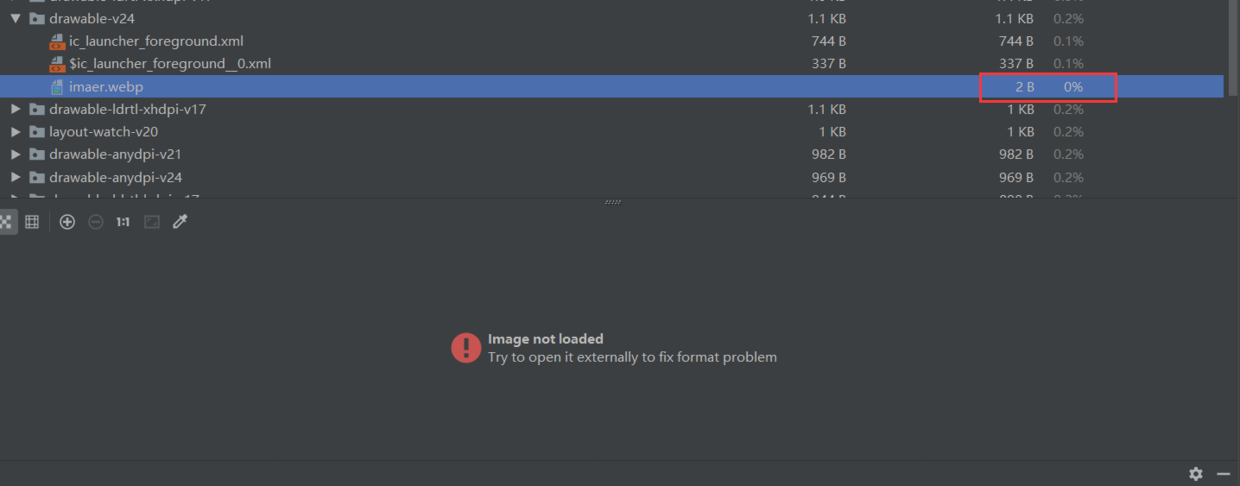 drawable-v24 1.1 KB 1.1 KB 0.2%
ic_launcher_foreground.xml 744 B 744 B 0.1%
$ic_launcher_foreground__0.xml 337 B 337 B 0.1%
imaer.webp 2 B 0%
drawable-ldrtl-xhdpi-v17 1.1 KB 1 KB 0.2%
layout-watch-v20 1 KB 1 KB 0.2%
drawable-anydpi-v21 982 B 982 B 0.2%
drawable-anydpi-v24 969 B 969 B 0.2%
1:1
Image not loaded
Try to open it externally to fix format problem